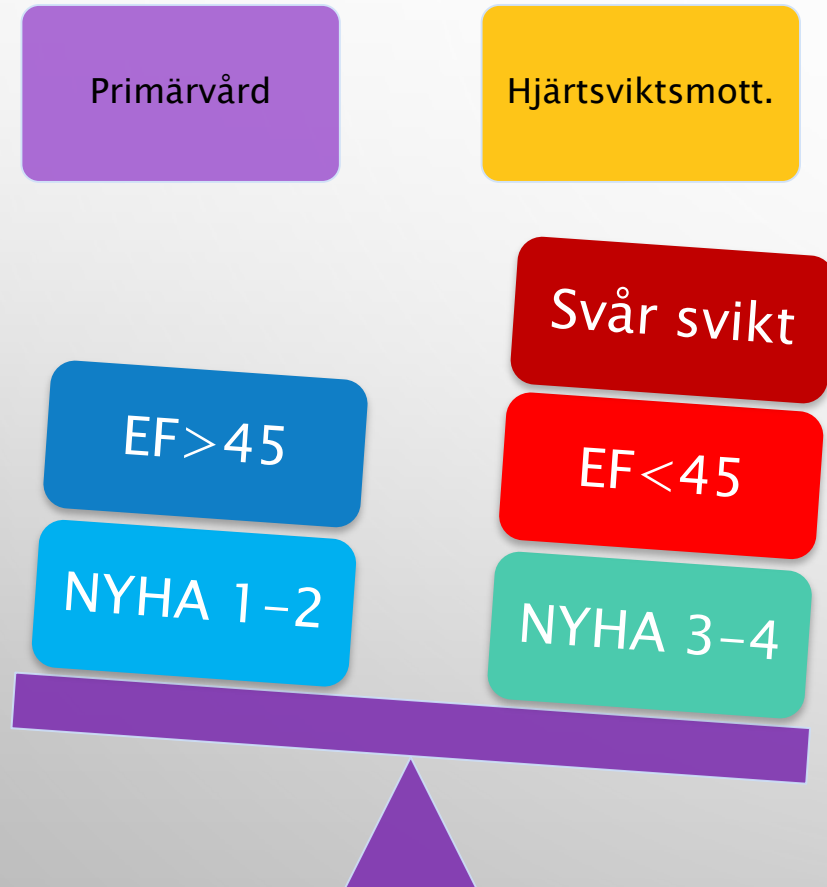 Primärvård
Hjärtsviktsmott.
Svår svikt
EF>45
EF<45
NYHA 1-2
NYHA 3-4